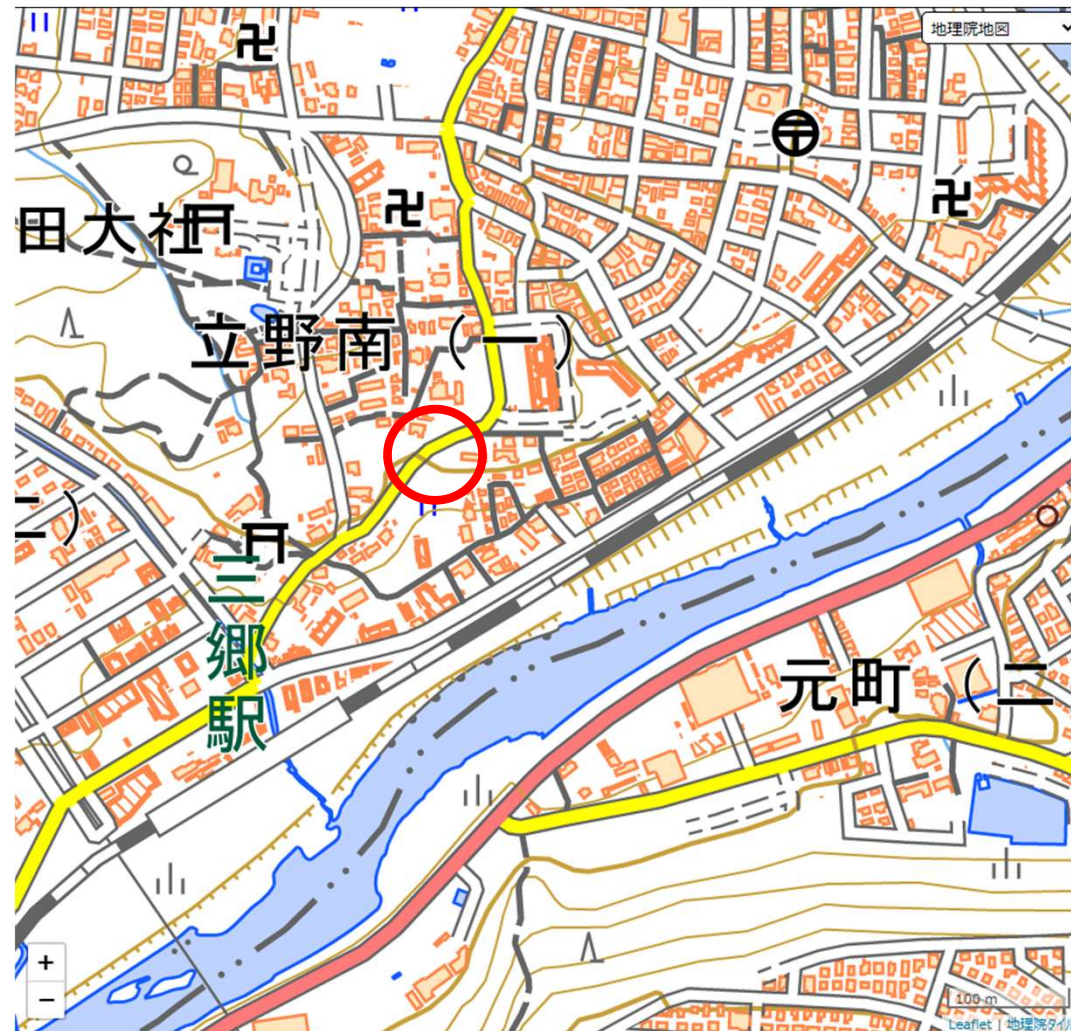 地理院地図
田大社
立野南（一）
二）
三郷駅
元町（二
+
−
100 m
Leaflet | 地理院タイル